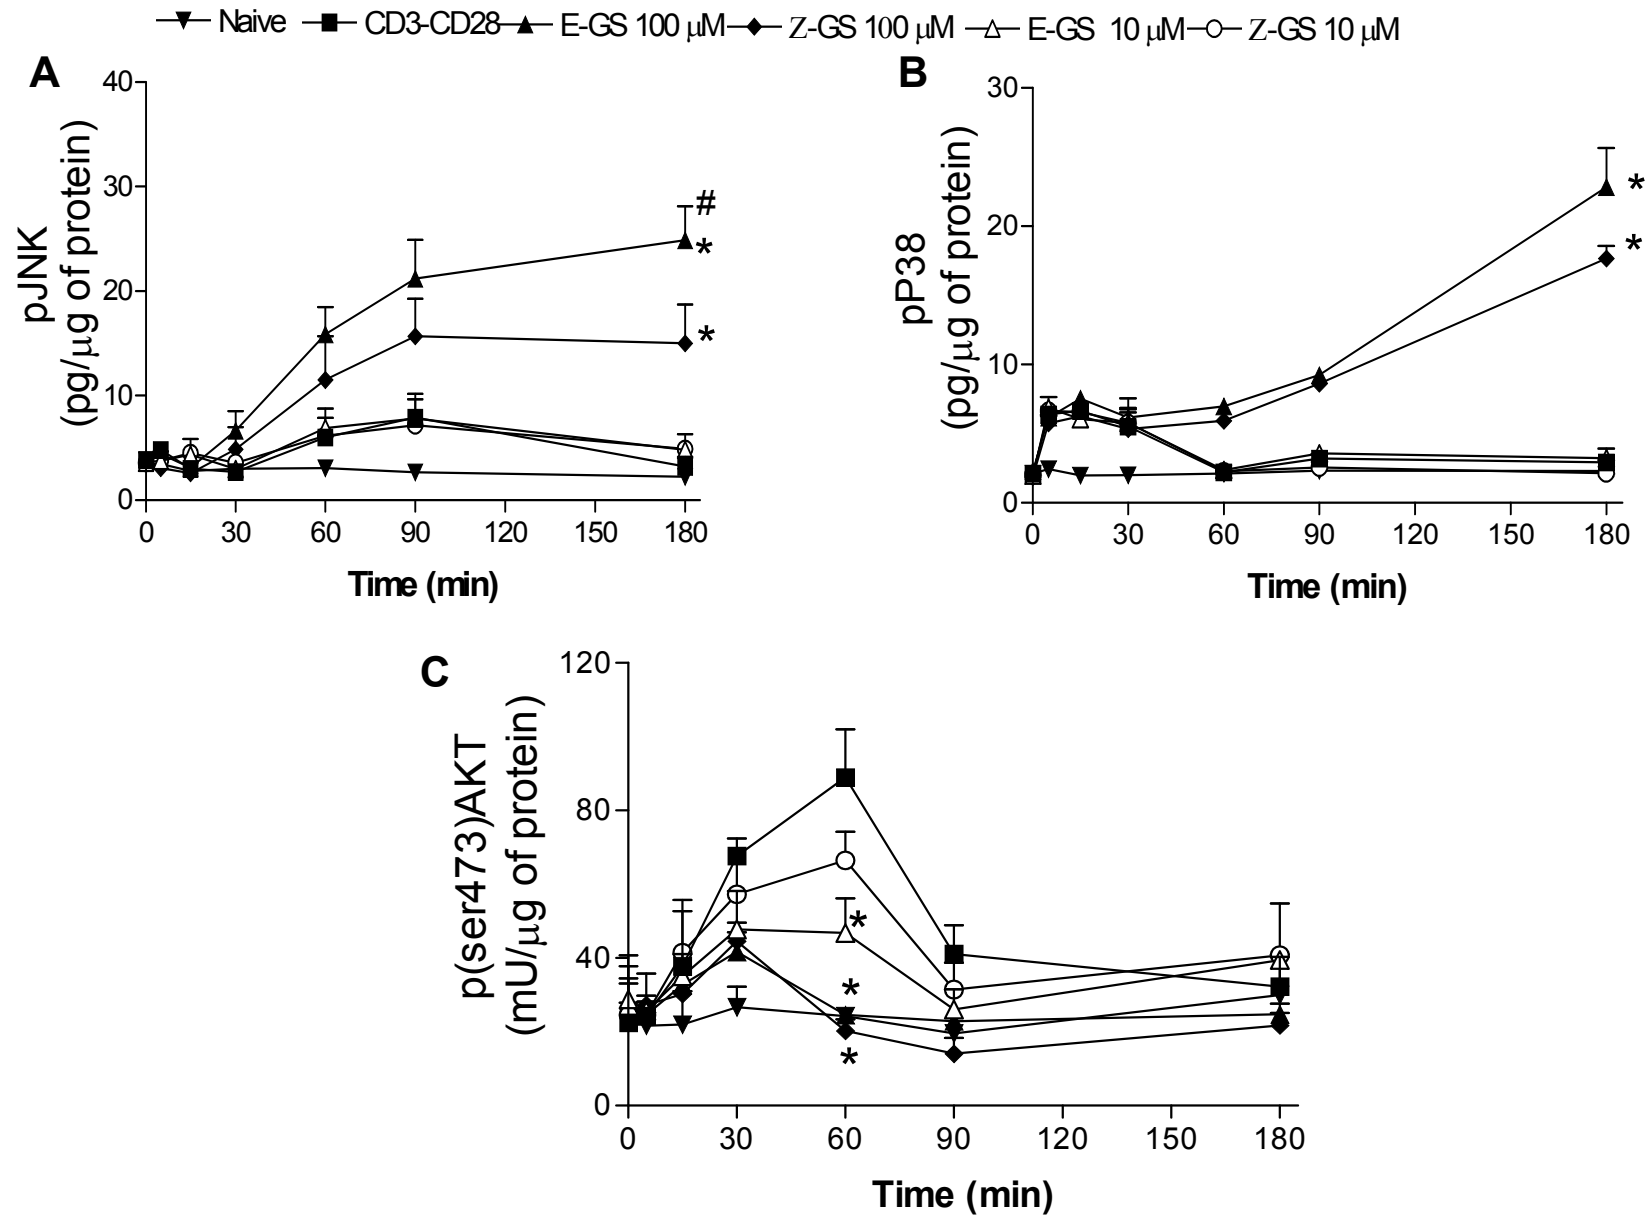 Naive CD3-CD28 E-GS 100 μM Z-GS 100 μM E-GS 10 μM Z-GS 10 μM
A
40
30
20
10
0
pJNK
(pg/μg of protein)
#
*
*
0 30 60 90 120 150 180
Time (min)
B
30
20
10
0
pP38
(pg/μg of protein)
*
*
0 30 60 90 120 150 180
Time (min)
C
120
80
40
0
p(ser473)AKT
(mU/μg of protein)
*
*
*
0 30 60 90 120 150 180
Time (min)